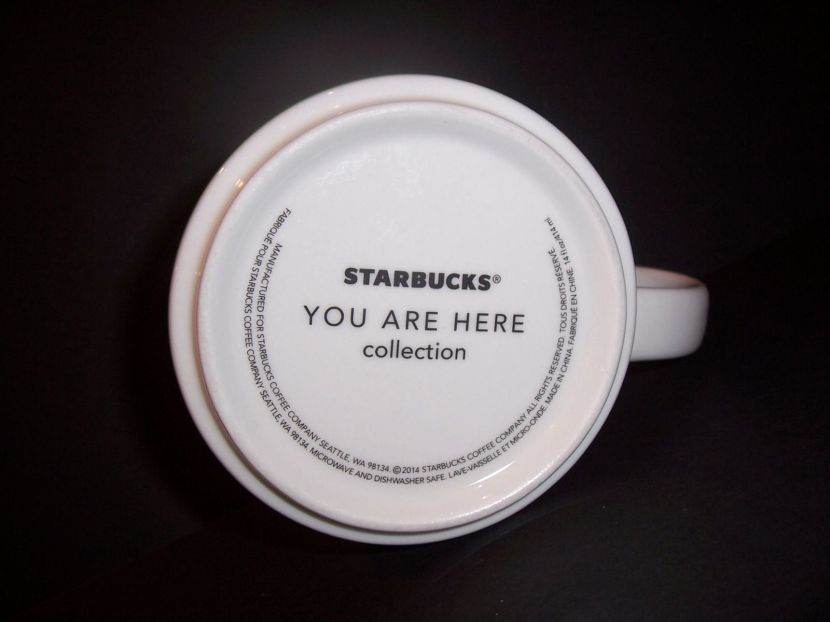 STARBUCKS®
YOU ARE HERE
collection
MANUFACTURED FOR STARBUCKS COFFEE COMPANY SEATTLE, WA 98134. ©2014 STARBUCKS COFFEE COMPANY ALL RIGHTS RESERVED. TOUS DROITS RESERVE.
FABRIQUÉ POUR STARBUCKS COFFEE COMPANY SEATTLE, WA 98134. MICROWAVE AND DISHWASHER SAFE. LAVE-VAISSELLE ET MICRO-ONDE. MADE IN CHINA. FABRIQUÉ EN CHINE. 14 fl oz/414 ml